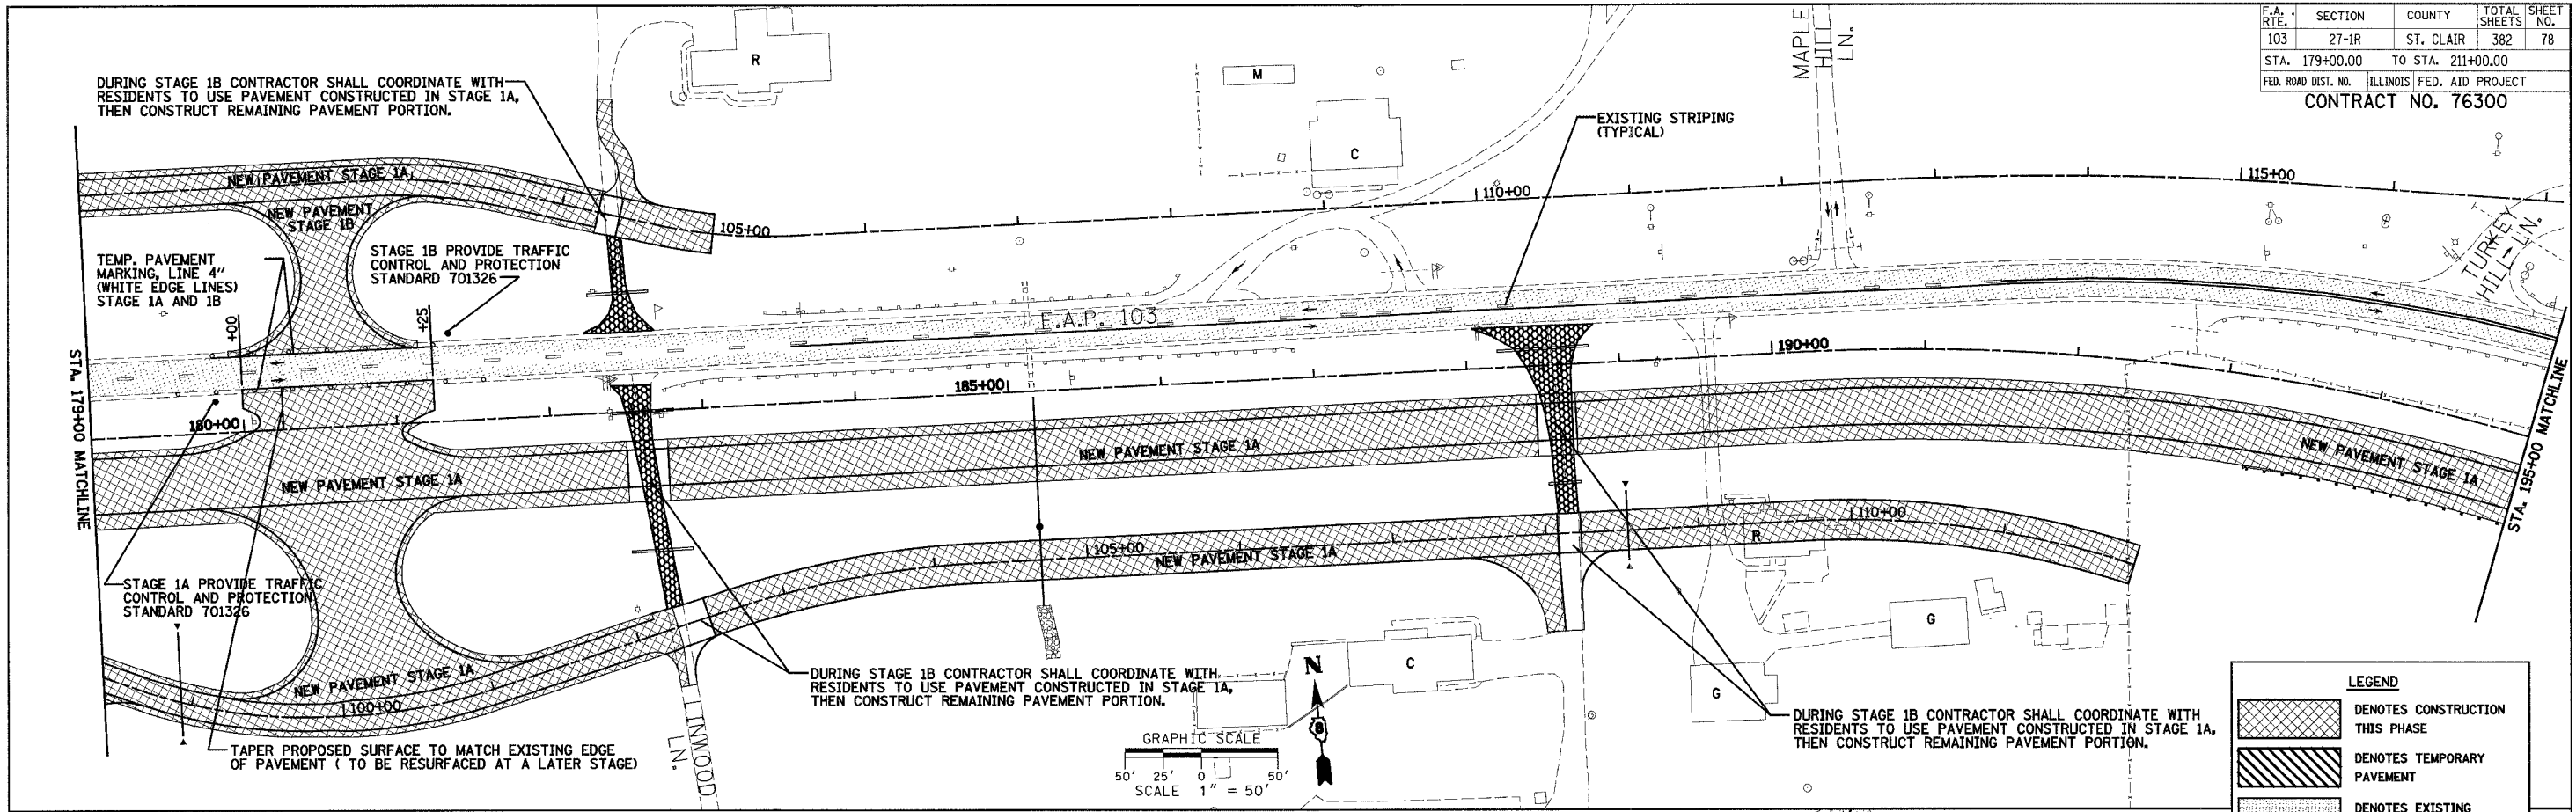 F.A. RTE. SECTION COUNTY TOTAL SHEETS SHEET NO.
103 27-1R ST. CLAIR 382 78
STA. 179+00.00 TO STA. 211+00.00
FED. ROAD DIST. NO. ILLINOIS FED. AID PROJECT
CONTRACT NO. 76300
DURING STAGE 1B CONTRACTOR SHALL COORDINATE WITH
RESIDENTS TO USE PAVEMENT CONSTRUCTED IN STAGE 1A,
THEN CONSTRUCT REMAINING PAVEMENT PORTION.
R
M
C
MAPLE
HILL
LN.
EXISTING STRIPING
(TYPICAL)
NEW PAVEMENT STAGE 1A
NEW PAVEMENT
STAGE 1B
105+00
110+00
115+00
TURKEY
HILL LN.
TEMP. PAVEMENT
MARKING, LINE 4"
(WHITE EDGE LINES)
STAGE 1A AND 1B
STAGE 1B PROVIDE TRAFFIC
CONTROL AND PROTECTION
STANDARD 701326
+00
+25
F.A.P. 103
STA. 179+00 MATCHLINE
180+00
185+00
190+00
STA. 195+00 MATCHLINE
NEW PAVEMENT STAGE 1A
NEW PAVEMENT STAGE 1A
NEW PAVEMENT STAGE 1A
STAGE 1A PROVIDE TRAFFIC
CONTROL AND PROTECTION
STANDARD 701326
105+00
NEW PAVEMENT STAGE 1A
110+00
R
NEW PAVEMENT STAGE 1A
100+00
LINWOOD
LN.
TAPER PROPOSED SURFACE TO MATCH EXISTING EDGE
OF PAVEMENT ( TO BE RESURFACED AT A LATER STAGE)
DURING STAGE 1B CONTRACTOR SHALL COORDINATE WITH
RESIDENTS TO USE PAVEMENT CONSTRUCTED IN STAGE 1A,
THEN CONSTRUCT REMAINING PAVEMENT PORTION.
N
C
G
G
GRAPHIC SCALE
50' 25' 0 50'
SCALE 1" = 50'
DURING STAGE 1B CONTRACTOR SHALL COORDINATE WITH
RESIDENTS TO USE PAVEMENT CONSTRUCTED IN STAGE 1A,
THEN CONSTRUCT REMAINING PAVEMENT PORTION.
LEGEND
DENOTES CONSTRUCTION
THIS PHASE
DENOTES TEMPORARY
PAVEMENT
DENOTES EXISTING